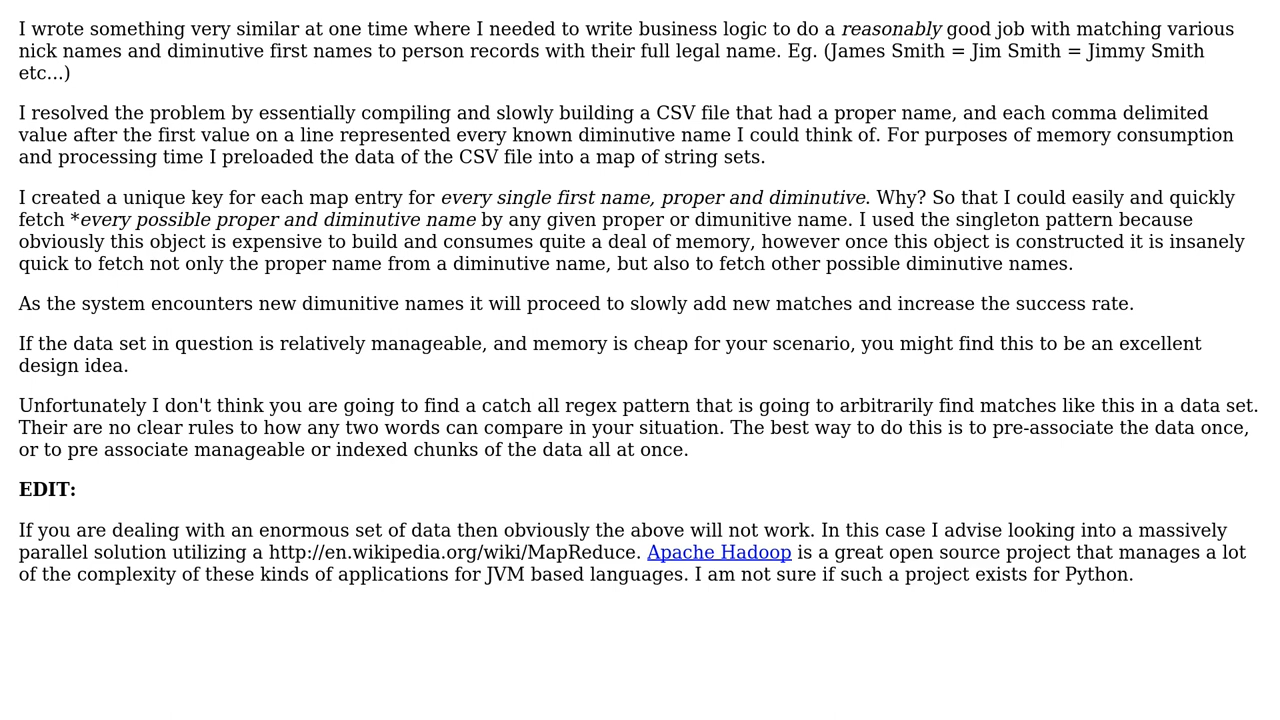 I wrote something very similar at one time where I needed to write business logic to do a reasonably good job with matching various
nick names and diminutive first names to person records with their full legal name. Eg. (James Smith = Jim Smith = Jimmy Smith
etc...)
I resolved the problem by essentially compiling and slowly building a CSV file that had a proper name, and each comma delimited
value after the first value on a line represented every known diminutive name I could think of. For purposes of memory consumption
and processing time I preloaded the data of the CSV file into a map of string sets.
I created a unique key for each map entry for every single first name, proper and diminutive. Why? So that I could easily and quickly
fetch *every possible proper and diminutive name by any given proper or dimunitive name. I used the singleton pattern because
obviously this object is expensive to build and consumes quite a deal of memory, however once this object is constructed it is insanely
quick to fetch not only the proper name from a diminutive name, but also to fetch other possible diminutive names.
As the system encounters new dimunitive names it will proceed to slowly add new matches and increase the success rate.
If the data set in question is relatively manageable, and memory is cheap for your scenario, you might find this to be an excellent
design idea.
Unfortunately I don't think you are going to find a catch all regex pattern that is going to arbitrarily find matches like this in a data set.
Their are no clear rules to how any two words can compare in your situation. The best way to do this is to pre-associate the data once,
or to pre associate manageable or indexed chunks of the data all at once.
EDIT:
If you are dealing with an enormous set of data then obviously the above will not work. In this case I advise looking into a massively
parallel solution utilizing a http://en.wikipedia.org/wiki/MapReduce. Apache Hadoop is a great open source project that manages a lot
of the complexity of these kinds of applications for JVM based languages. I am not sure if such a project exists for Python.